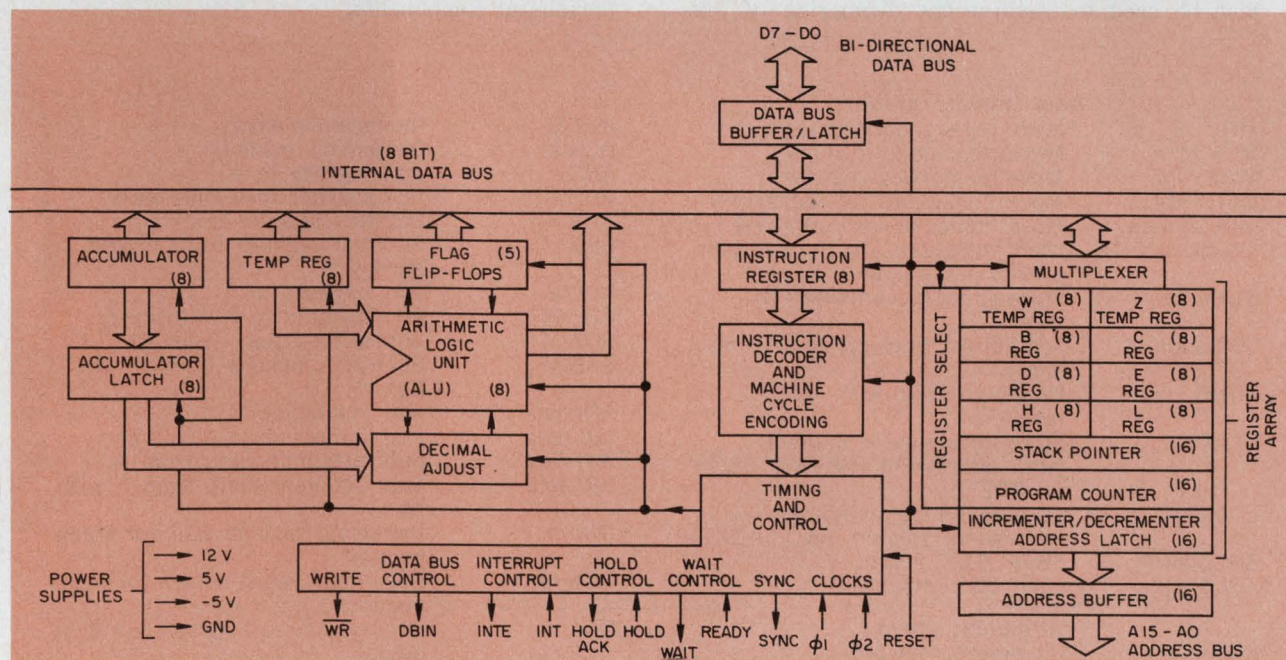 D7 – D0
BI-DIRECTIONAL
DATA BUS
DATA BUS
BUFFER / LATCH
(8 BIT)
INTERNAL DATA BUS
ACCUMULATOR
(8)
TEMP REG
(8)
FLAG (5)
FLIP-FLOPS
INSTRUCTION
REGISTER (8)
MULTIPLEXER
ACCUMULATOR
LATCH
(8)
ARITHMETIC
LOGIC
UNIT
(ALU) (8)
DECIMAL
AJDUST
INSTRUCTION
DECODER
AND
MACHINE
CYCLE
ENCODING
REGISTER SELECT
W (8)
TEMP REG
Z (8)
TEMP REG
B (8)
REG
C (8)
REG
D (8)
REG
E (8)
REG
H (8)
REG
L (8)
REG
STACK POINTER (16)
PROGRAM COUNTER (16)
INCREMENTER/DECREMENTER
ADDRESS LATCH (16)
REGISTER
ARRAY
TIMING
AND
CONTROL
WRITE
DATA BUS
CONTROL
INTERRUPT
CONTROL
HOLD
CONTROL
WAIT
CONTROL
SYNC
CLOCKS
POWER
SUPPLIES
12 V
5 V
-5 V
GND
WR
DBIN
INTE
INT
HOLD
ACK
HOLD
WAIT
READY
SYNC
ϕ1
ϕ2
RESET
ADDRESS BUFFER (16)
A15 – A0
ADDRESS BUS